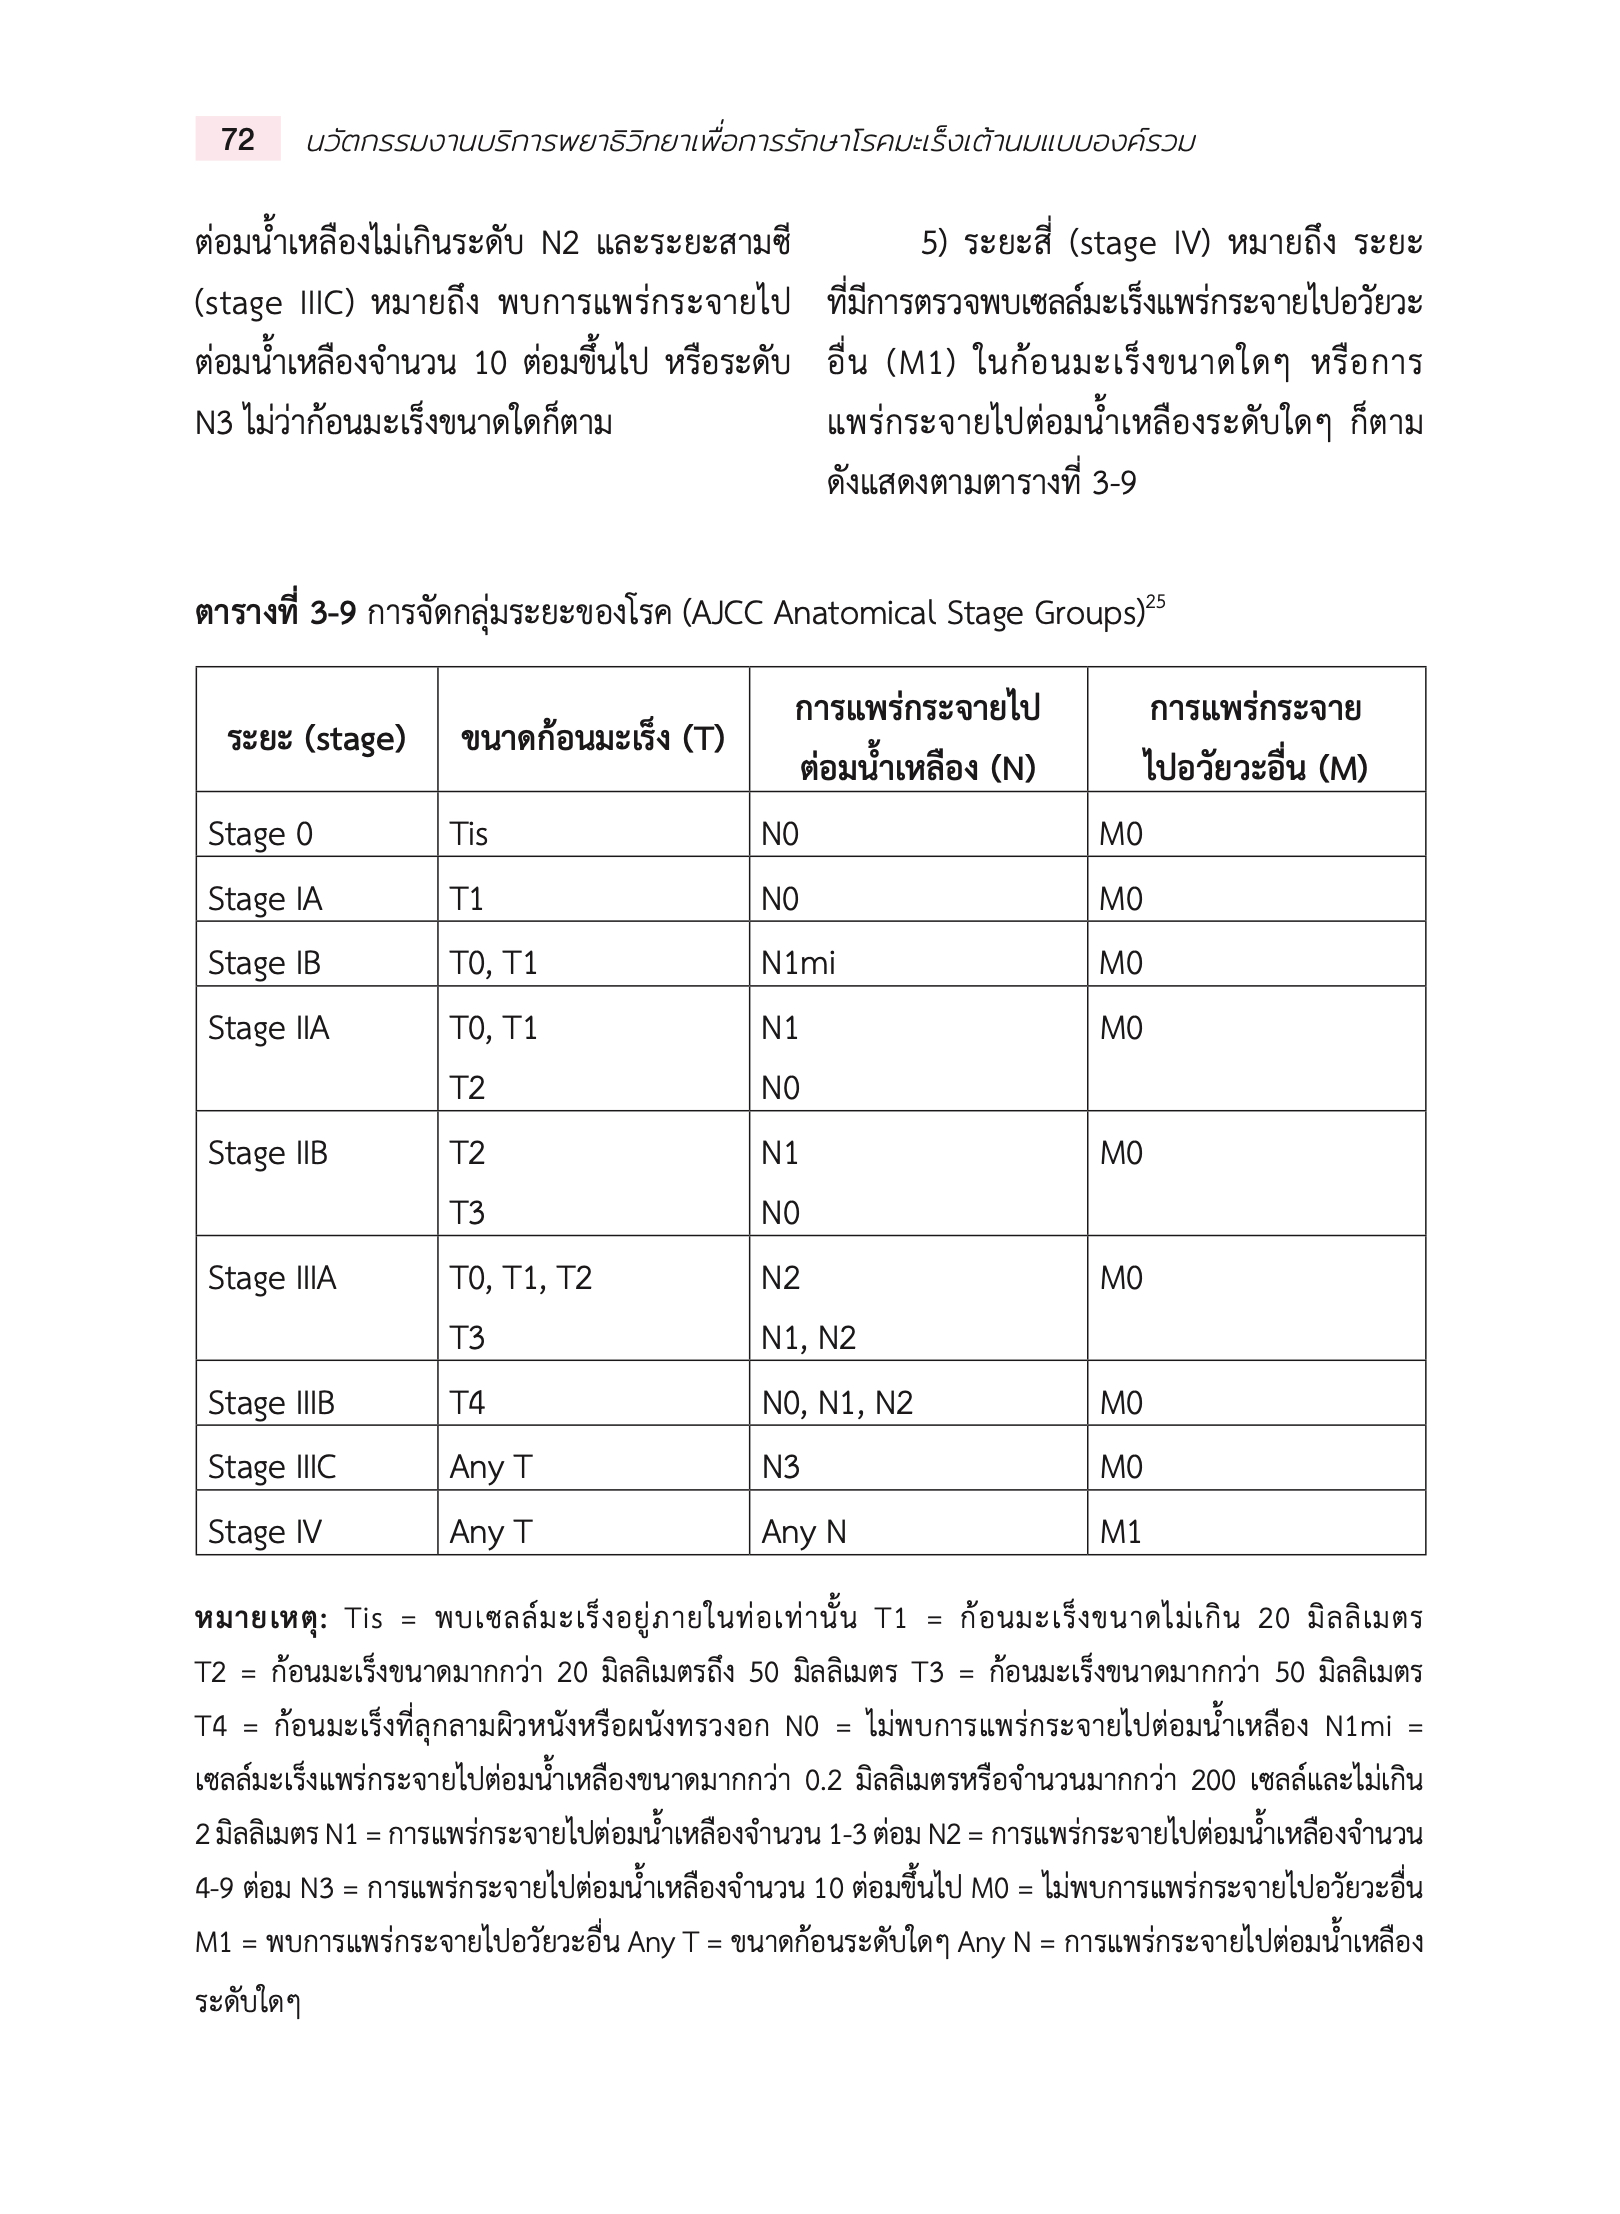 72 นวัตกรรมงานบริการพยาธิวิทยาเพื่อการรักษาโรคมะเร็งเต้านมแบบองค์รวม
ต่อมน้ำเหลืองไม่เกินระดับ N2 และระยะสามซี
(stage IIIC) หมายถึง พบการแพร่กระจายไป
ต่อมน้ำเหลืองจำนวน 10 ต่อมขึ้นไป หรือระดับ
N3 ไม่ว่าก้อนมะเร็งขนาดใดก็ตาม
5) ระยะสี่ (stage IV) หมายถึง ระยะ
ที่มีการตรวจพบเซลล์มะเร็งแพร่กระจายไปอวัยวะ
อื่น (M1) ในก้อนมะเร็งขนาดใดๆ หรือการ
แพร่กระจายไปต่อมน้ำเหลืองระดับใดๆ ก็ตาม
ดังแสดงตามตารางที่ 3-9
ตารางที่ 3-9 การจัดกลุ่มระยะของโรค (AJCC Anatomical Stage Groups)25
ระยะ (stage) ขนาดก้อนมะเร็ง (T) การแพร่กระจายไป การแพร่กระจาย
ต่อมน้ำเหลือง (N) ไปอวัยวะอื่น (M)
Stage 0 Tis N0 M0
Stage IA T1 N0 M0
Stage IB T0, T1 N1mi M0
Stage IIA T0, T1 N1 M0
T2 N0
Stage IIB T2 N1 M0
T3 N0
Stage IIIA T0, T1, T2 N2 M0
T3 N1, N2
Stage IIIB T4 N0, N1, N2 M0
Stage IIIC Any T N3 M0
Stage IV Any T Any N M1
หมายเหตุ: Tis = พบเซลล์มะเร็งอยู่ภายในท่อเท่านั้น T1 = ก้อนมะเร็งขนาดไม่เกิน 20 มิลลิเมตร
T2 = ก้อนมะเร็งขนาดมากกว่า 20 มิลลิเมตรถึง 50 มิลลิเมตร T3 = ก้อนมะเร็งขนาดมากกว่า 50 มิลลิเมตร
T4 = ก้อนมะเร็งที่ลุกลามผิวหนังหรือผนังทรวงอก N0 = ไม่พบการแพร่กระจายไปต่อมน้ำเหลือง N1mi =
เซลล์มะเร็งแพร่กระจายไปต่อมน้ำเหลืองขนาดมากกว่า 0.2 มิลลิเมตรหรือจำนวนมากกว่า 200 เซลล์และไม่เกิน
2 มิลลิเมตร N1 = การแพร่กระจายไปต่อมน้ำเหลืองจำนวน 1-3 ต่อม N2 = การแพร่กระจายไปต่อมน้ำเหลืองจำนวน
4-9 ต่อม N3 = การแพร่กระจายไปต่อมน้ำเหลืองจำนวน 10 ต่อมขึ้นไป M0 = ไม่พบการแพร่กระจายไปอวัยวะอื่น
M1 = พบการแพร่กระจายไปอวัยวะอื่น Any T = ขนาดก้อนระดับใดๆ Any N = การแพร่กระจายไปต่อมน้ำเหลือง
ระดับใดๆ